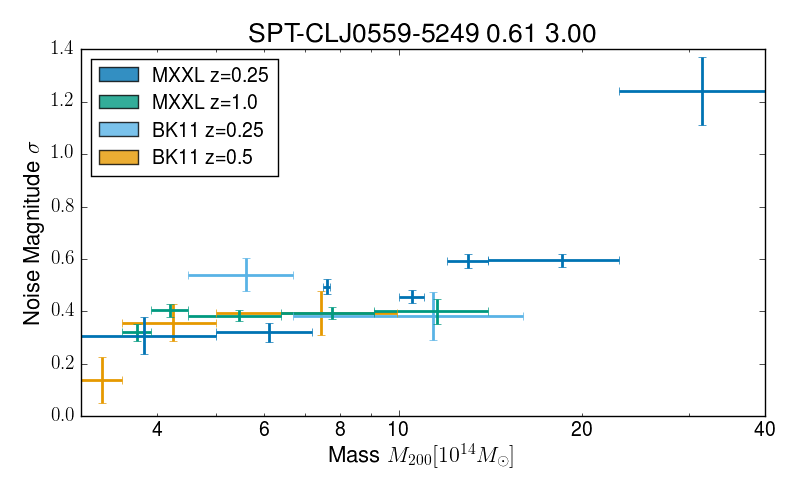 SPT-CLJ0559-5249 0.61 3.00
1.4
1.2
1.0
0.8
0.6
0.4
0.2
0.0
Noise Magnitude σ
MXXL z=0.25
MXXL z=1.0
BK11 z=0.25
BK11 z=0.5
4 6 8 10 20 40
Mass M₂₀₀[10¹⁴M☉]